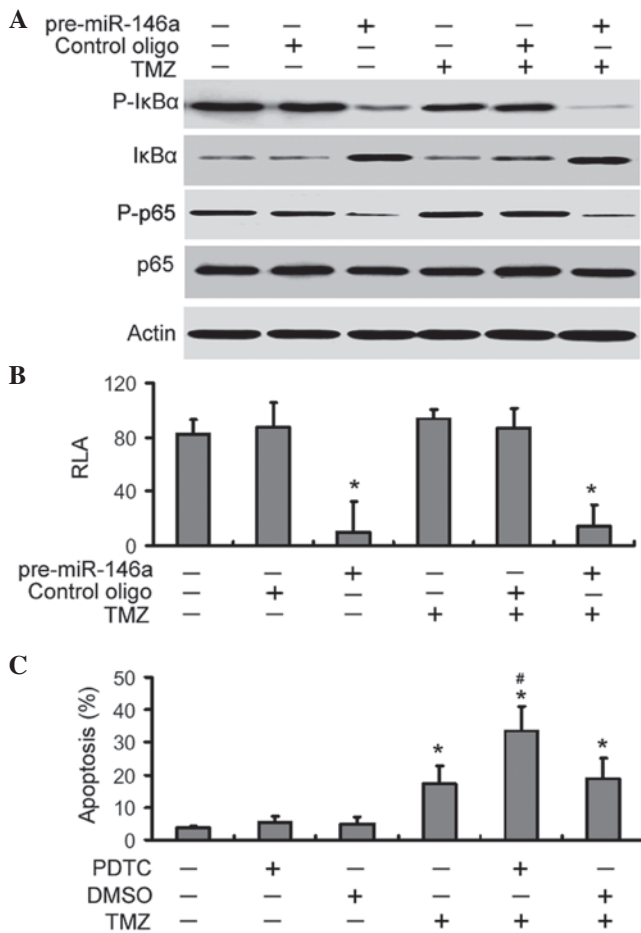 A
pre-miR-146a — — + — — +
Control oligo — + — — + —
TMZ — — — + + +
P-IκBα
IκBα
P-p65
p65
Actin
B
120
80
40
0
RLA
* *
pre-miR-146a — — + — — +
Control oligo — + — — + —
TMZ — — — + + +
C
50
40
30
20
10
0
Apoptosis (%)
#
* * *
PDTC — + — — + —
DMSO — — + — — +
TMZ — — — + + +